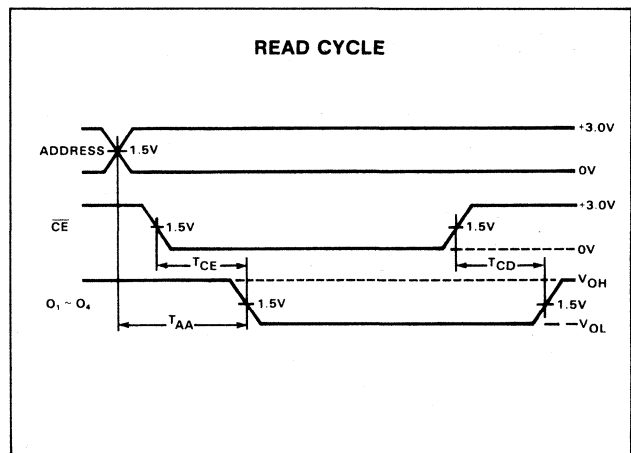 READ CYCLE
+3.0V
ADDRESS
1.5V
0V
+3.0V
CE
1.5V
1.5V
0V
TCE
TCD
VOH
O1 ~ O4
1.5V
1.5V
TAA
VOL